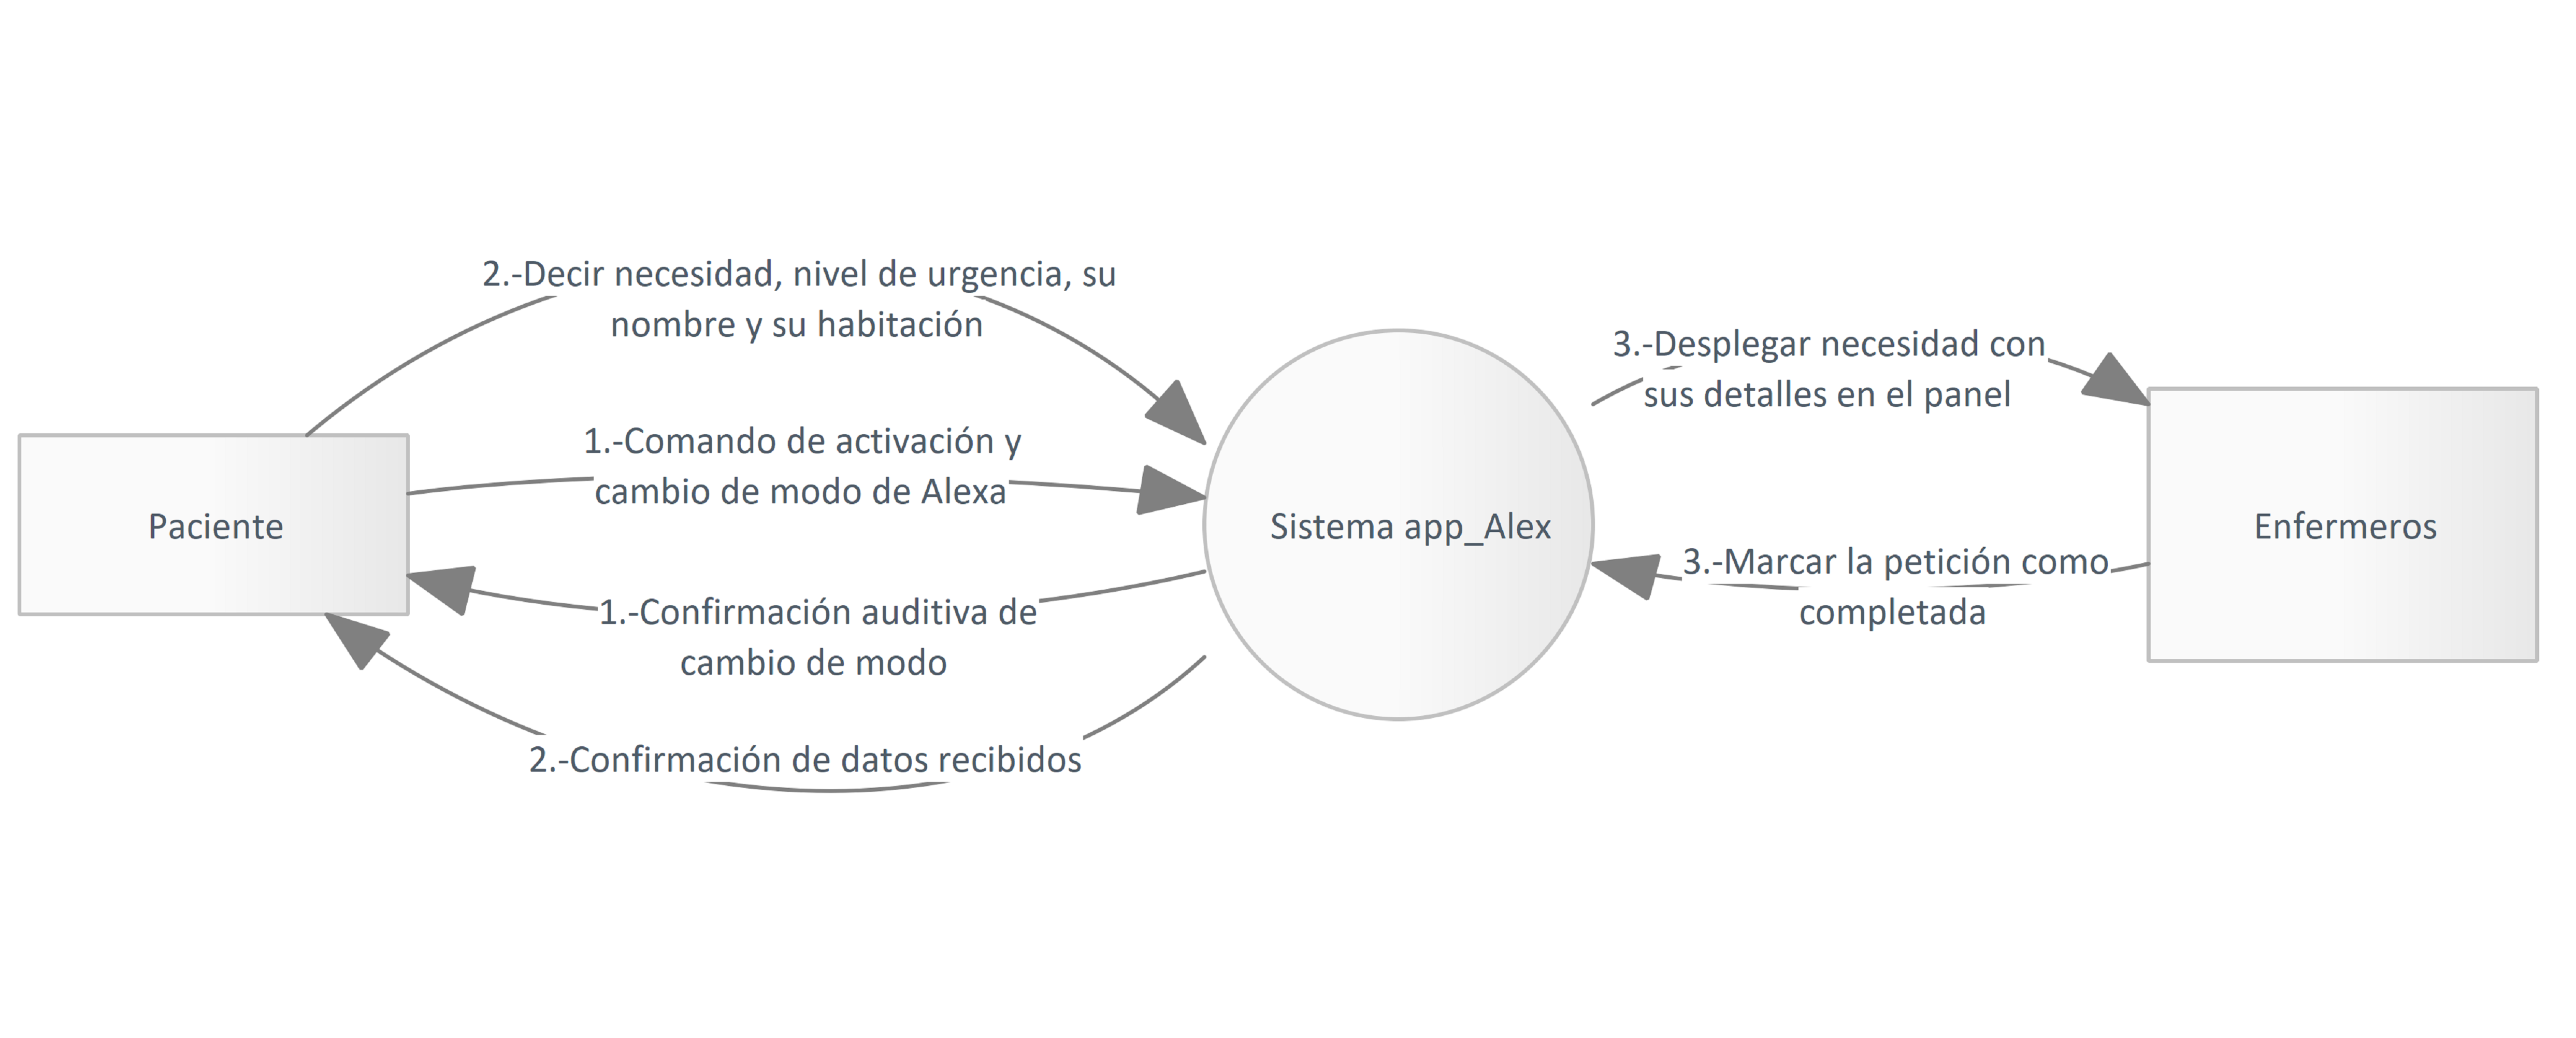 2.-Decir necesidad, nivel de urgencia, su
nombre y su habitación
1.-Comando de activación y
cambio de modo de Alexa
Paciente
1.-Confirmación auditiva de
cambio de modo
2.-Confirmación de datos recibidos
Sistema app_Alex
3.-Desplegar necesidad con
sus detalles en el panel
3.-Marcar la petición como
completada
Enfermeros